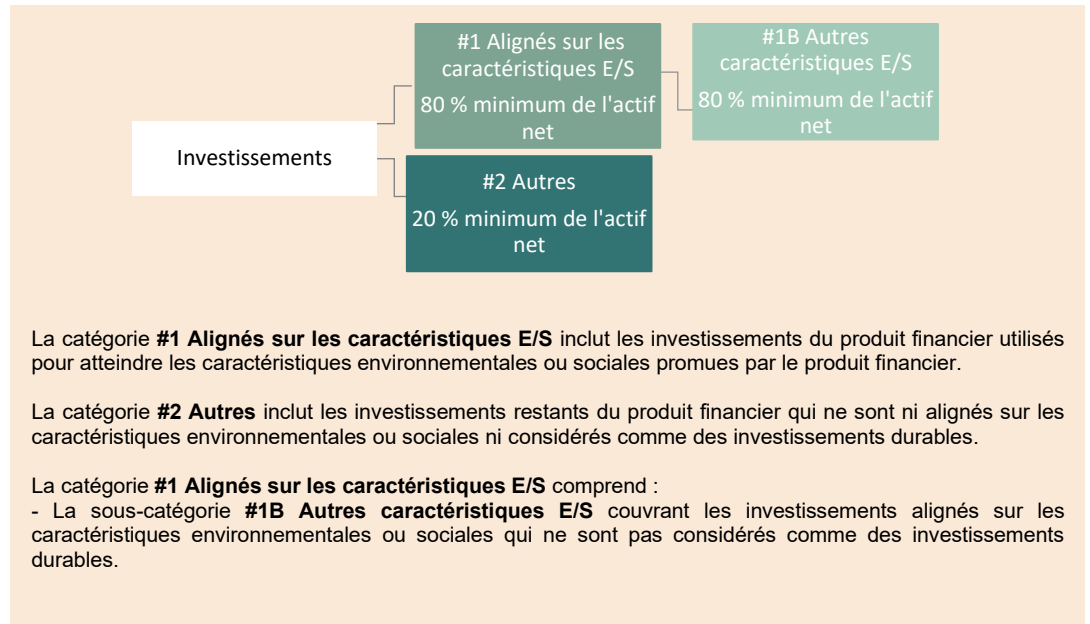 #1 Alignés sur les
caractéristiques E/S
80 % minimum de l'actif
net
#1B Autres
caractéristiques E/S
80 % minimum de l'actif
net
Investissements
#2 Autres
20 % minimum de l'actif
net
La catégorie #1 Alignés sur les caractéristiques E/S inclut les investissements du produit financier utilisés
pour atteindre les caractéristiques environnementales ou sociales promues par le produit financier.
La catégorie #2 Autres inclut les investissements restants du produit financier qui ne sont ni alignés sur les
caractéristiques environnementales ou sociales ni considérés comme des investissements durables.
La catégorie #1 Alignés sur les caractéristiques E/S comprend :
- La sous-catégorie #1B Autres caractéristiques E/S couvrant les investissements alignés sur les
caractéristiques environnementales ou sociales qui ne sont pas considérés comme des investissements
durables.